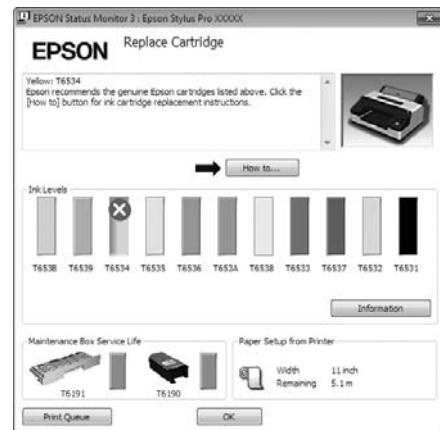 EPSON Status Monitor 3 : Epson Stylus Pro XXXXX
EPSON
Replace Cartridge
Yellow: T6534
Epson recommends the genuine Epson cartridges listed above. Click the
[How to] button for ink cartridge replacement instructions.
How to...
Ink Levels
T653B T6539 T6534 T6535 T6536 T653A T6538 T6533 T6537 T6532 T6531
Information
Maintenance Box Service Life
T6191 T6190
Paper Setup from Printer
Width 11 inch
Remaining 5.1 m
Print Queue OK